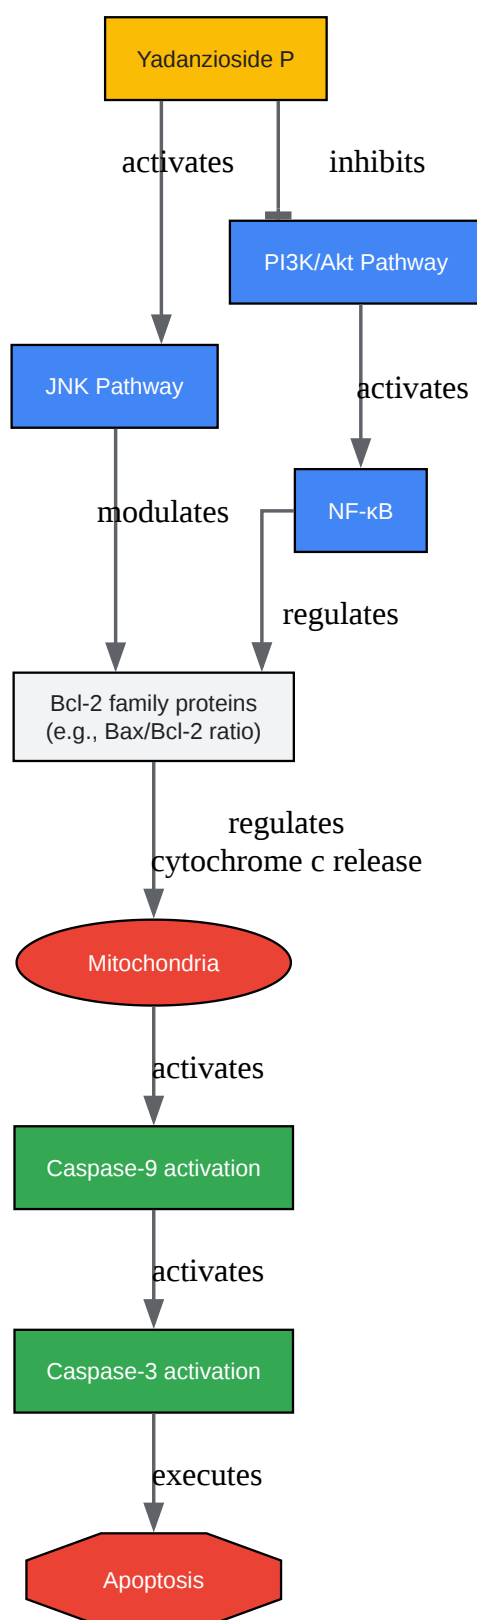 Yadanzioside P
activates
inhibits
PI3K/Akt Pathway
JNK Pathway
activates
modulates
NF-κB
regulates
Bcl-2 family proteins
(e.g., Bax/Bcl-2 ratio)
regulates
cytochrome c release
Mitochondria
activates
Caspase-9 activation
activates
Caspase-3 activation
executes
Apoptosis